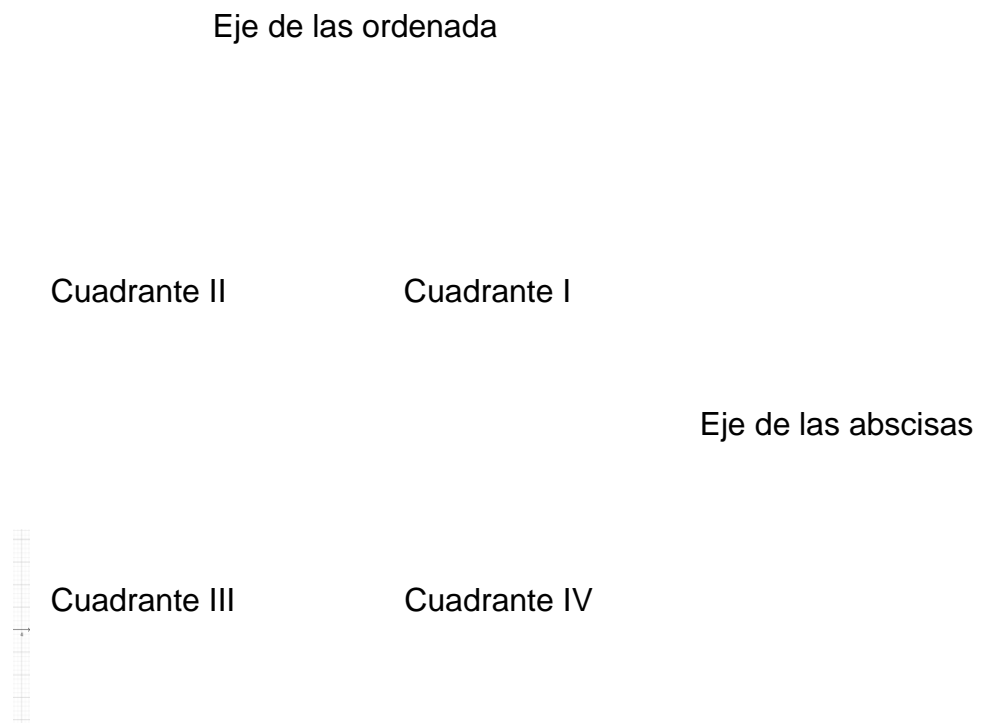 Eje de las ordenada
Cuadrante II
Cuadrante I
Eje de las abscisas
Cuadrante III
Cuadrante IV